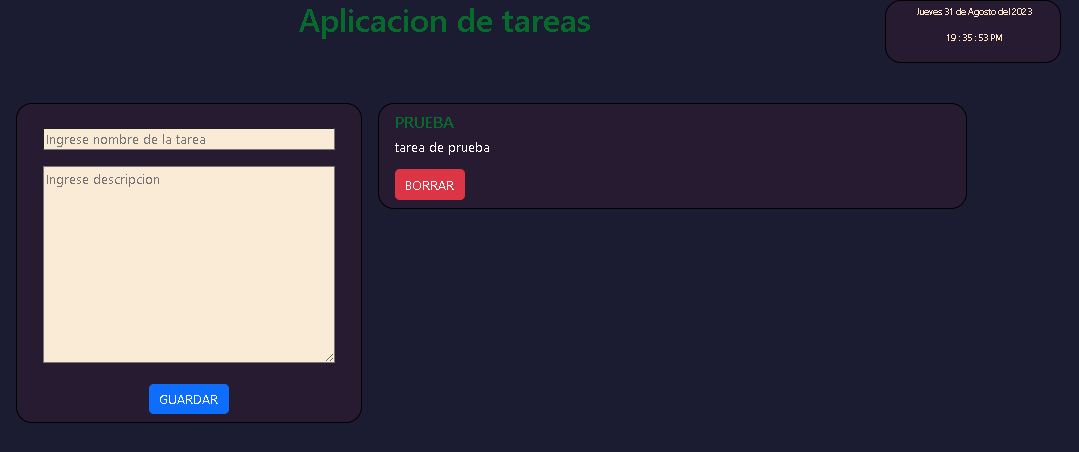 Aplicacion de tareas
Jueves 31 de Agosto del 2023
19 : 35 : 53 PM
Ingrese nombre de la tarea
Ingrese descripcion
GUARDAR
PRUEBA
tarea de prueba
BORRAR